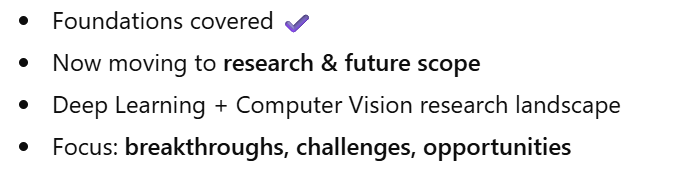 • Foundations covered ✔
• Now moving to research & future scope
• Deep Learning + Computer Vision research landscape
• Focus: breakthroughs, challenges, opportunities